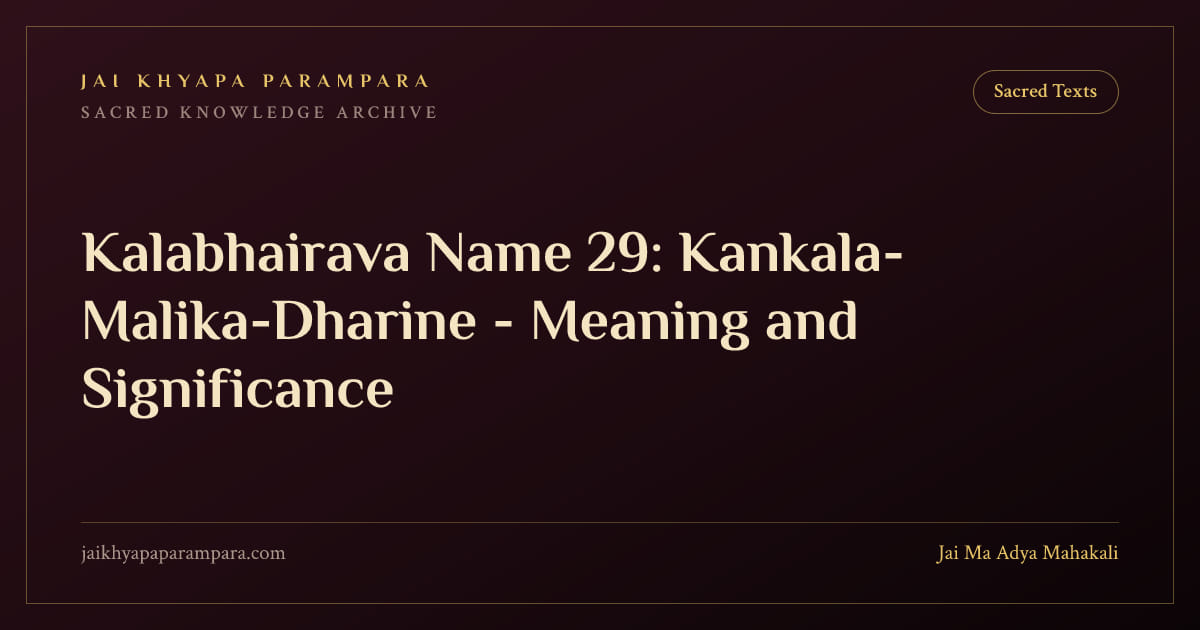 JAI KHYAPA PARAMPARA
SACRED KNOWLEDGE ARCHIVE
Sacred Texts
Kalabhairava Name 29: Kankala-
Malika-Dharine - Meaning and
Significance
jaikhyapaparampara.com
Jai Ma Adya Mahakali